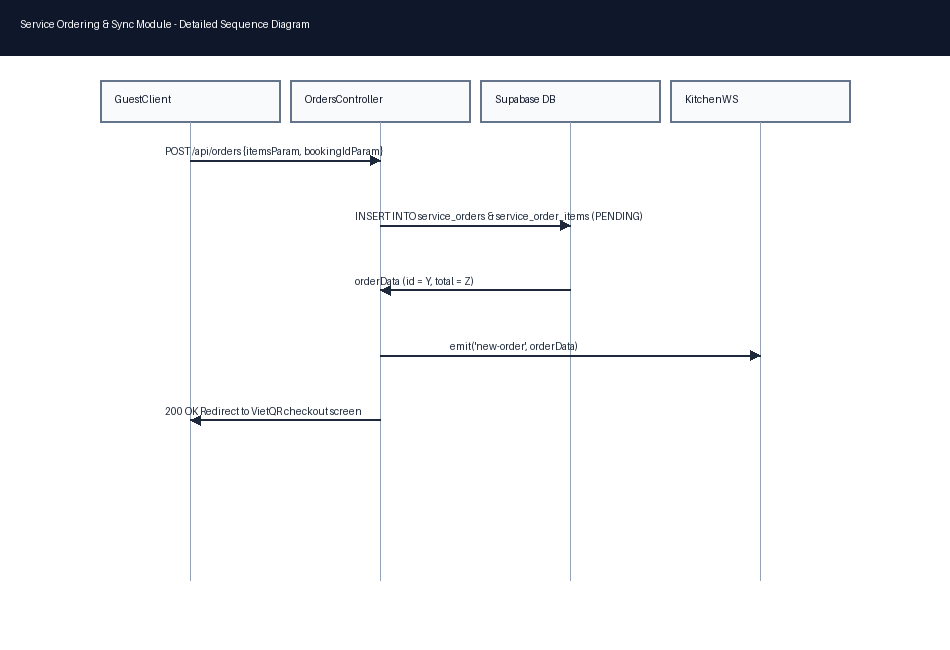 Service Ordering & Sync Module - Detailed Sequence Diagram
GuestClient
OrdersController
Supabase DB
KitchenWS
POST /api/orders {itemsParam, bookingIdParam}
INSERT INTO service_orders & service_order_items (PENDING)
orderData (id = Y, total = Z)
emit('new-order', orderData)
200 OK Redirect to VietQR checkout screen